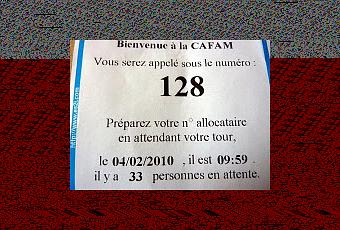 Bienvenue à la CAFAM
Vous serez appelé sous le numéro :
128
Préparez votre n° allocataire
en attendant votre tour,
le 04/02/2010 , il est 09:59 .
il y a 33 personnes en attente.